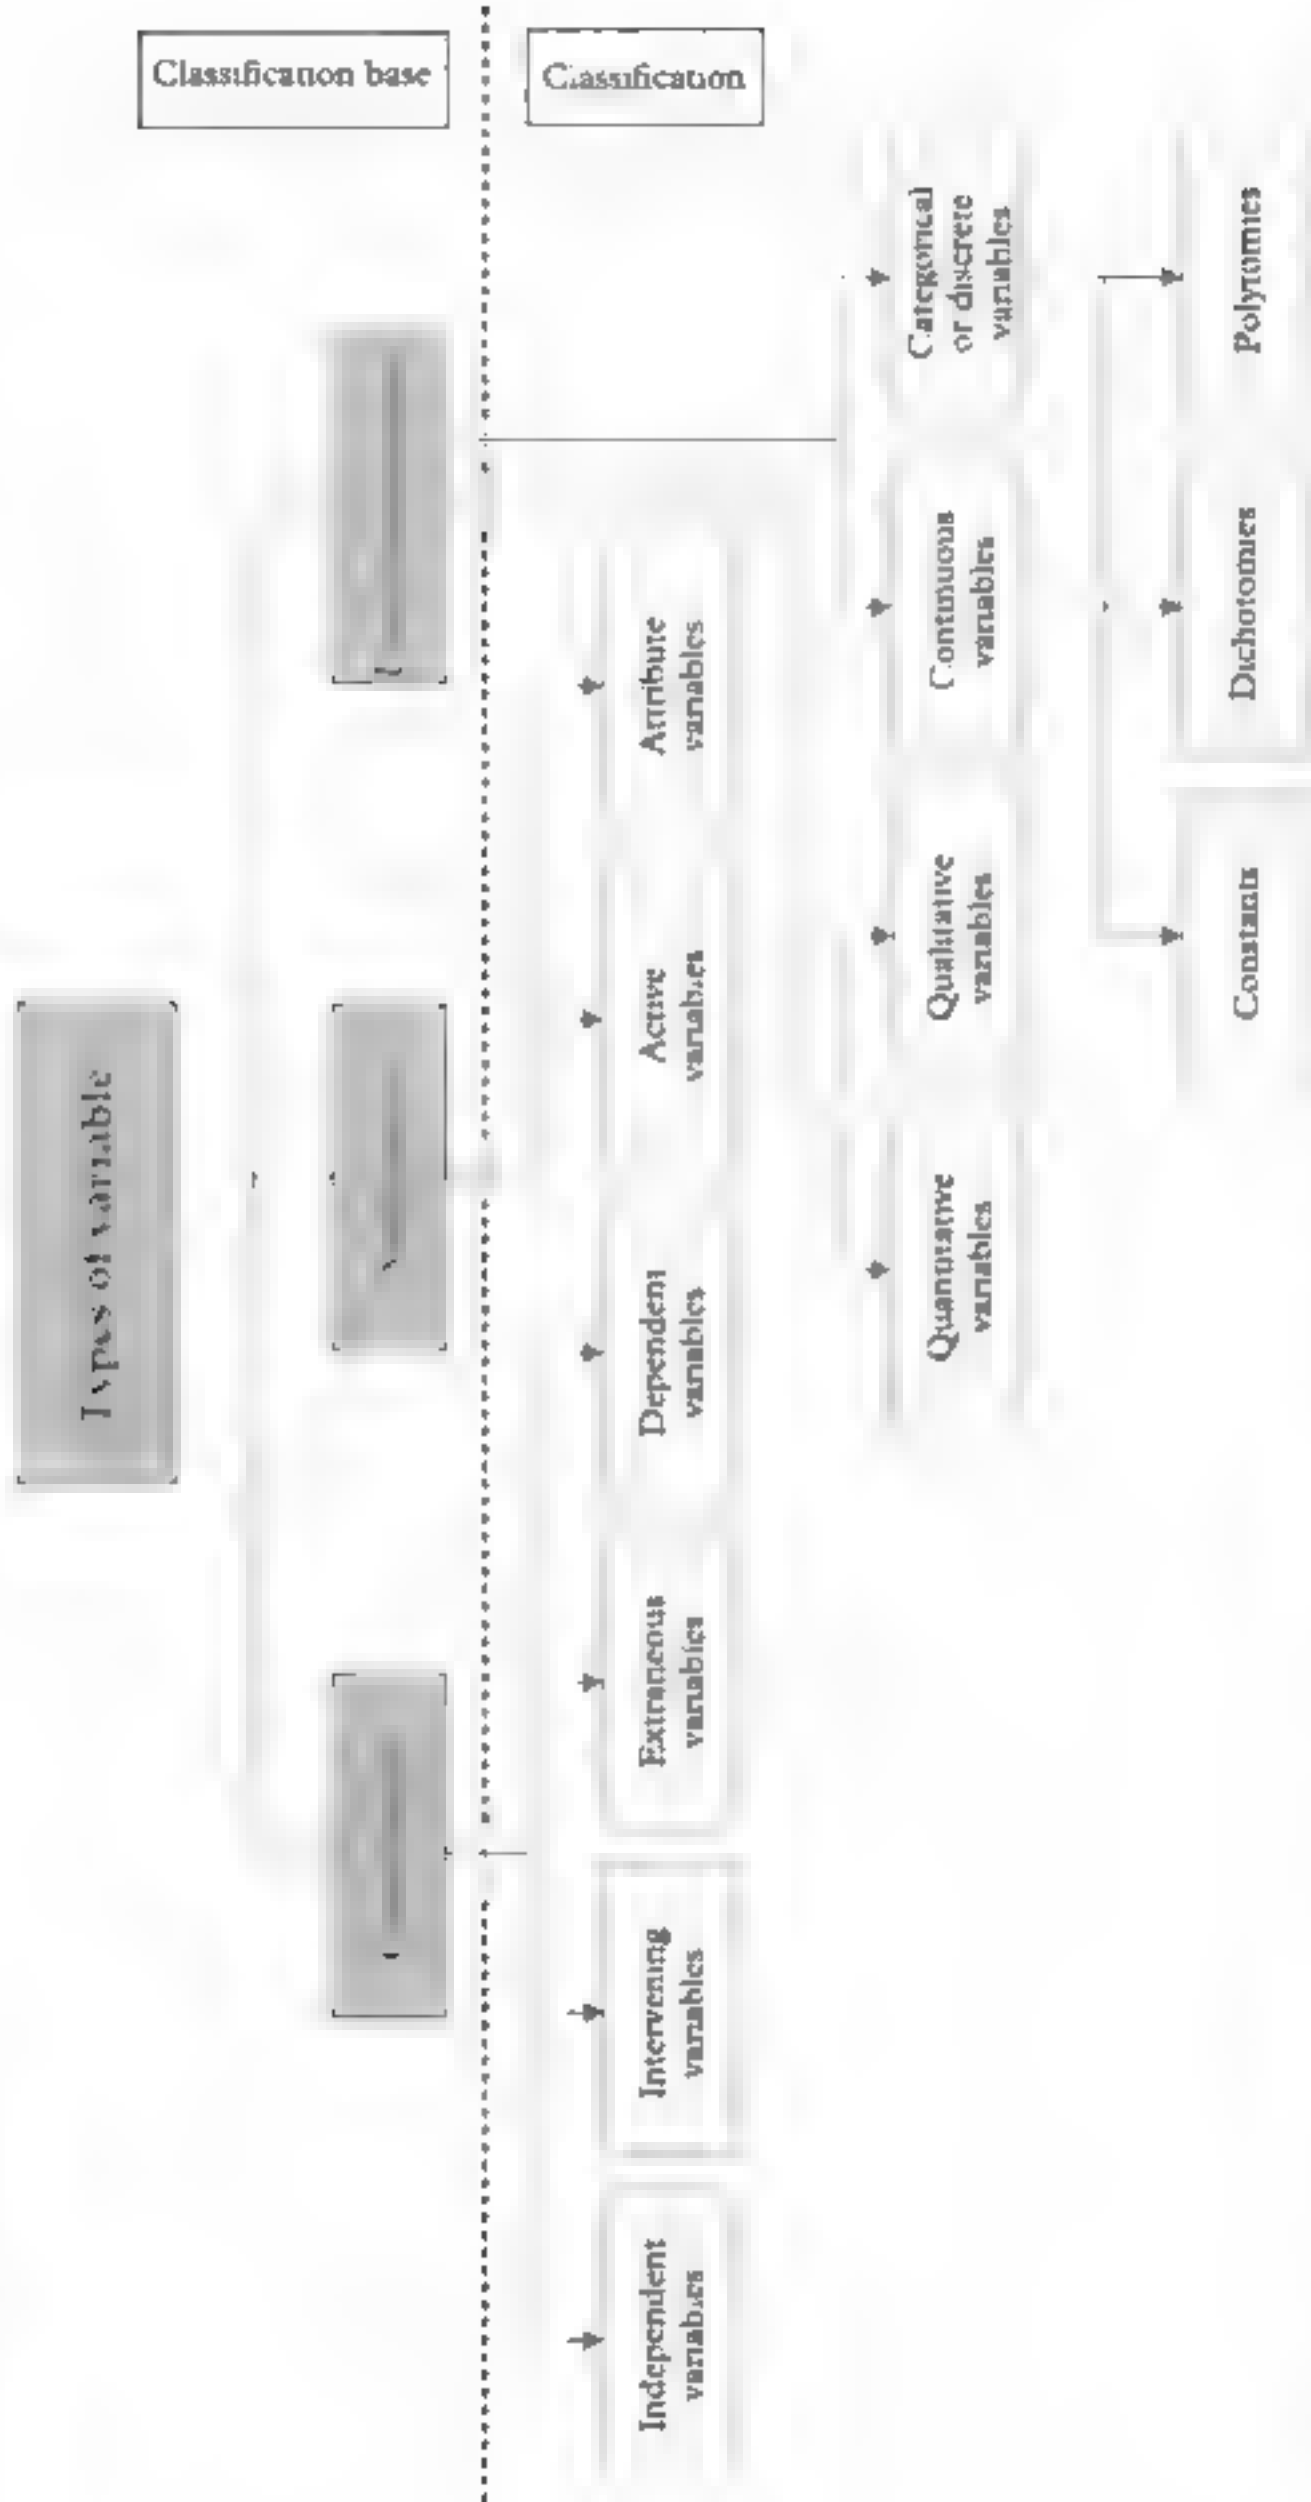 Classification base
Classification
Types of variable
Independent
variables
Intervening
variables
Extraneous
variables
Dependent
variables
Active
variables
Attribute
variables
Quantitative
variables
Qualitative
variables
Continuous
variables
Categorical
or discrete
variables
Constants
Dichotomies
Polytomies